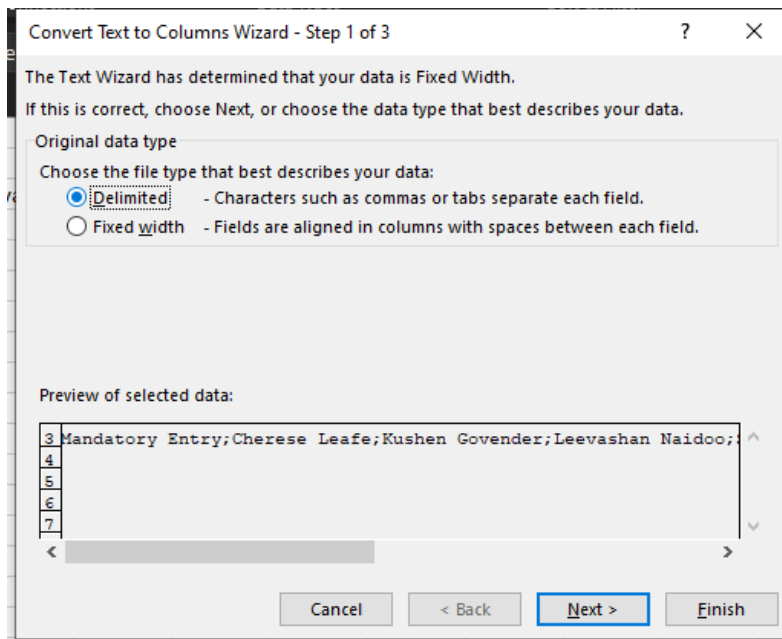 Convert Text to Columns Wizard - Step 1 of 3 ?
The Text Wizard has determined that your data is Fixed Width.
If this is correct, choose Next, or choose the data type that best describes your data.
Original data type
Choose the file type that best describes your data:
Delimited - Characters such as commas or tabs separate each field.
Fixed width - Fields are aligned in columns with spaces between each field.
Preview of selected data:
3 Mandatory Entry;Cherese Leafe;Kushen Govender;Leevashan Naidoo;
4
5
6
7
Cancel < Back Next > Finish